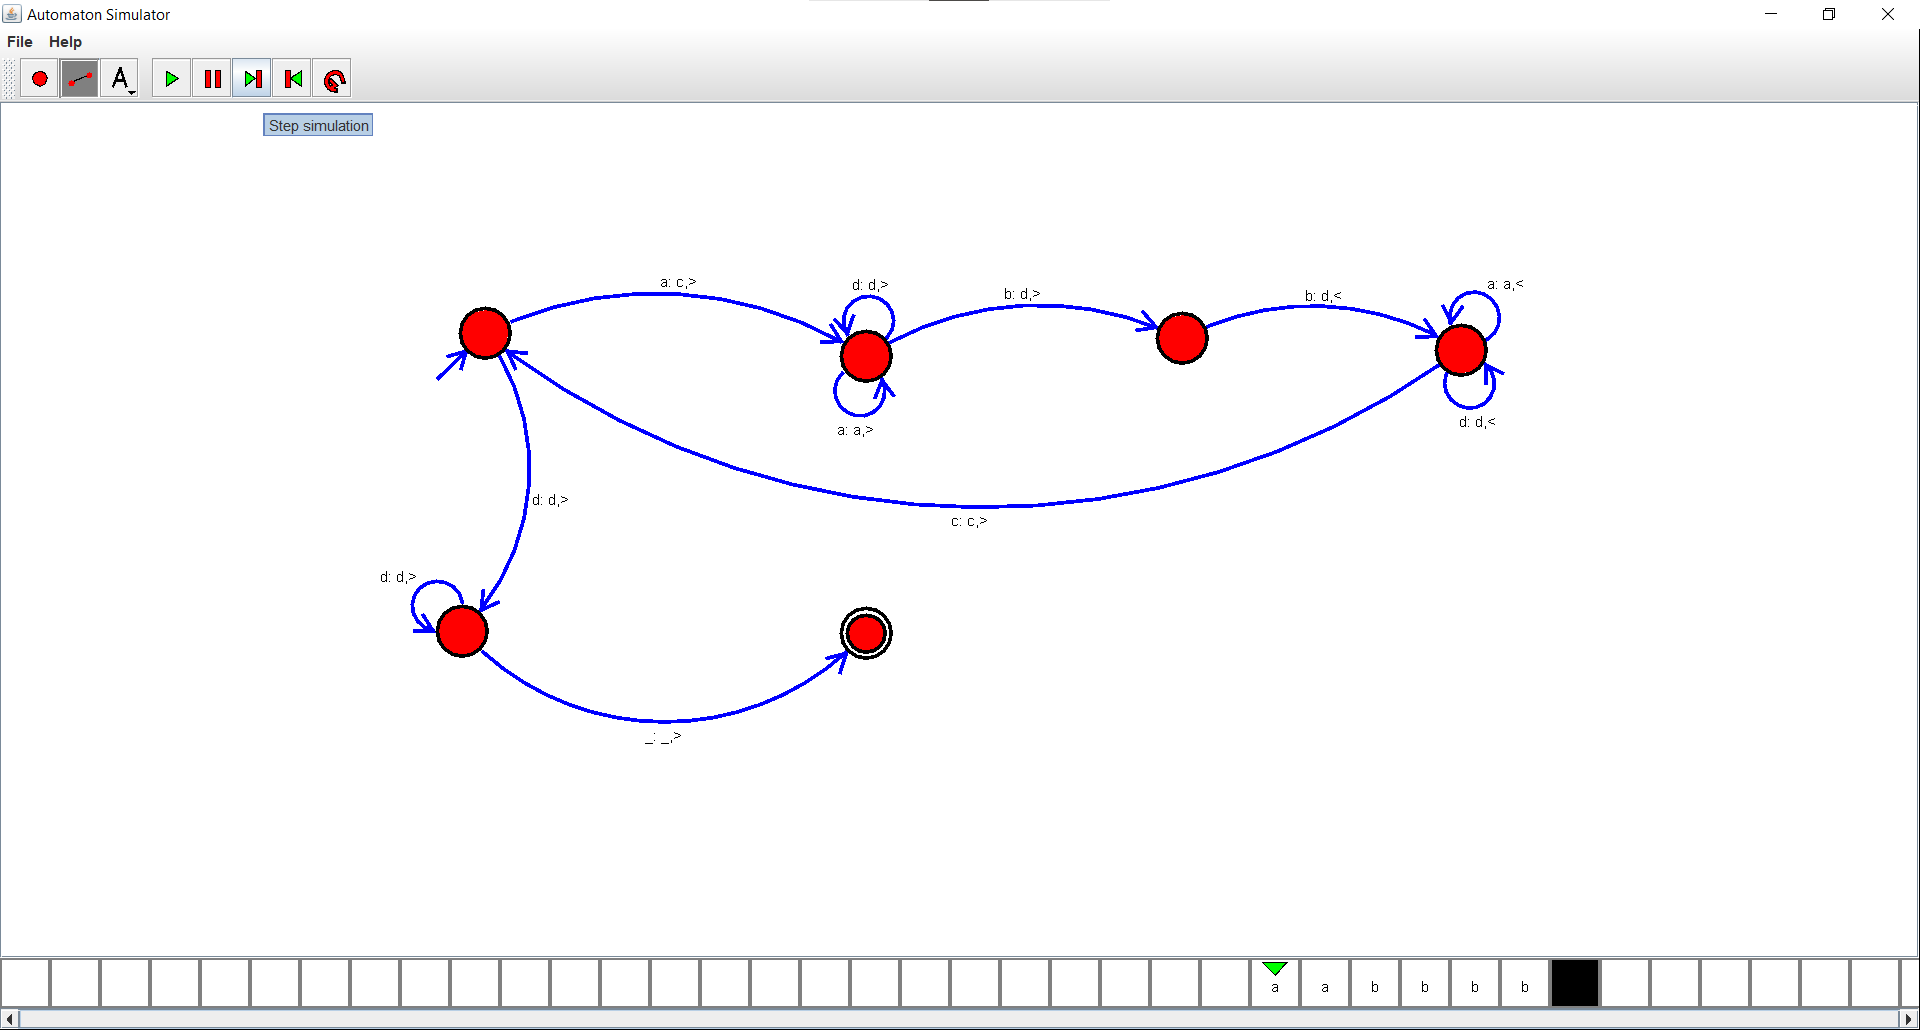 Automaton Simulator
File Help
A
Step simulation
a: c,>
d: d,>
b: d,>
b: d,<
a: a,<
a: a,>
d: d,<
d: d,>
c: c,>
d: d,>
_: _,>
a a b b b b